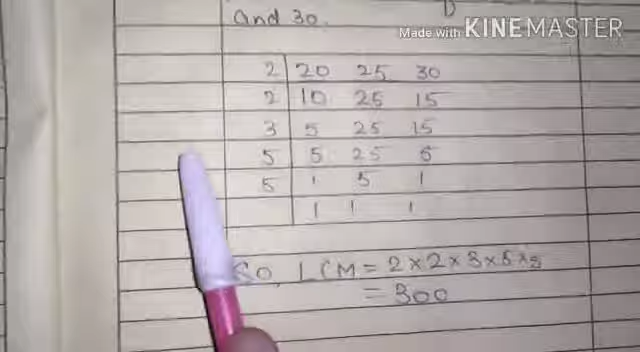 and 30.
Made with KINEMASTER
2 20 25 30
2 10 25 15
3 5 25 15
5 5 25 5
5 1 5 1
1 1 1
So, LCM = 2×2×3×5×5
= 300